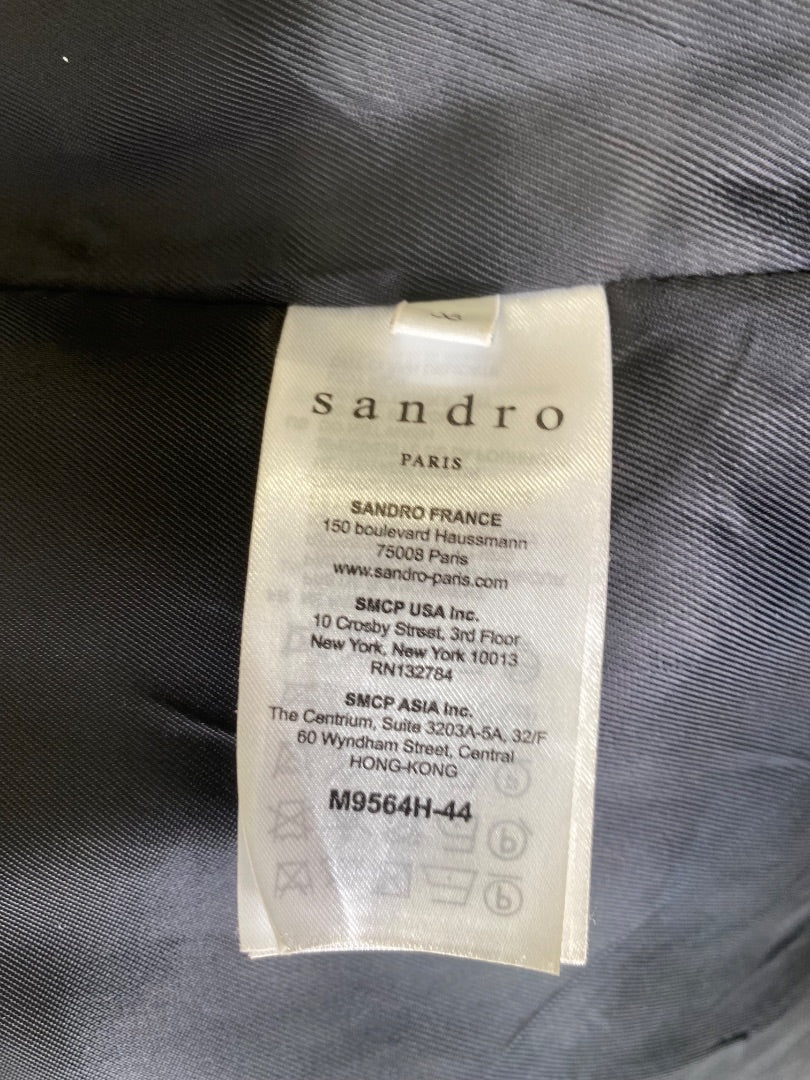 sandro
PARIS
SANDRO FRANCE
150 boulevard Haussmann
75008 Paris
www.sandro-paris.com
SMCP USA Inc.
10 Crosby Street, 3rd Floor
New York, New York 10013
RN132784
SMCP ASIA Inc.
The Centrium, Suite 3203A-5A, 32/F
60 Wyndham Street, Central
HONG-KONG
M9564H-44